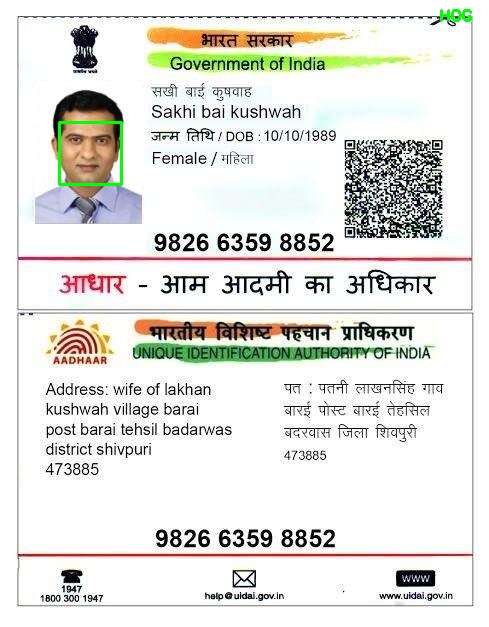 HOG
भारत सरकार
Government of India
सखी बाई कुषवाह
Sakhi bai kushwah
जन्म तिथि / DOB : 10/10/1989
Female / महिला
9826 6359 8852
आधार - आम आदमी का अधिकार
भारतीय विशिष्ट पहचान प्राधिकरण
AADHAAR
UNIQUE IDENTIFICATION AUTHORITY OF INDIA
Address: wife of lakhan
kushwah village barai
post barai tehsil badarwas
district shivpuri
473885
पत : पतनी लाखनसिंह गाव
बारई पोस्ट बारई तेहसिल
बदरवास जिला शिवपुरी
473885
9826 6359 8852
1947
1800 300 1947
help@uidai.gov.in
www
www.uidai.gov.in